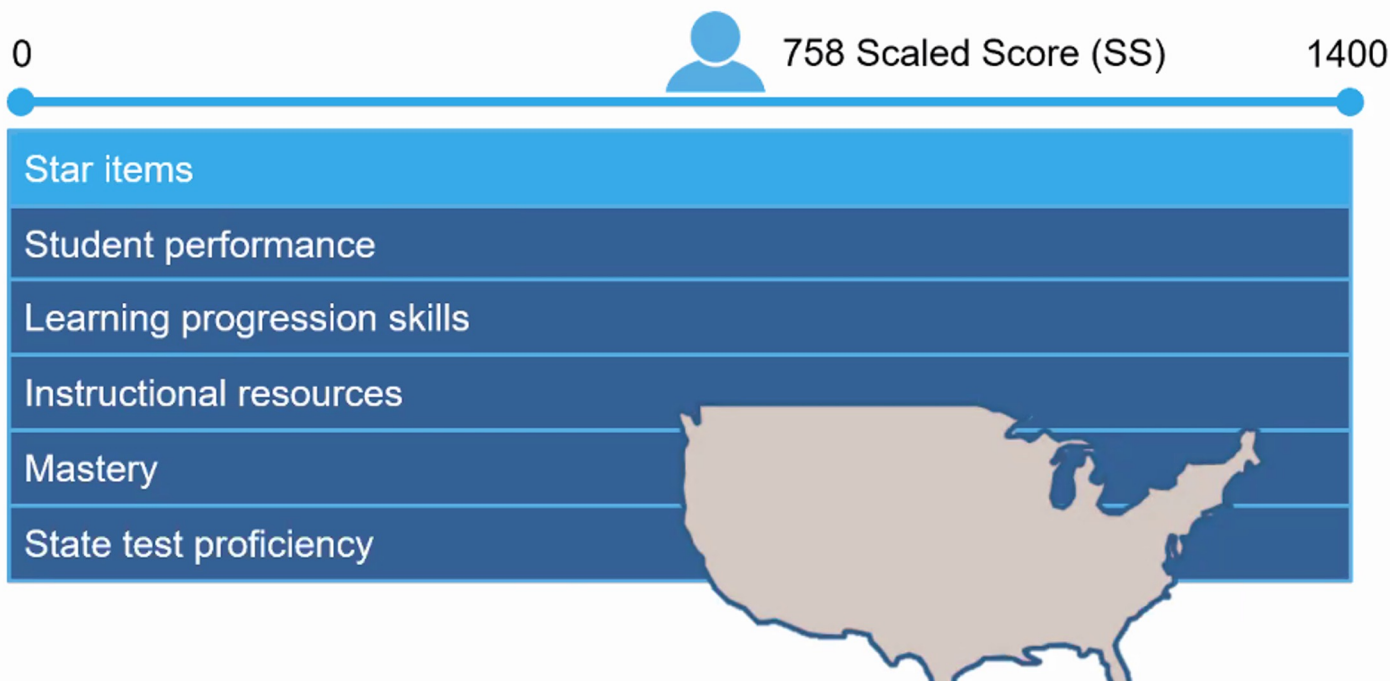 0
758 Scaled Score (SS)
1400
Star items
Student performance
Learning progression skills
Instructional resources
Mastery
State test proficiency